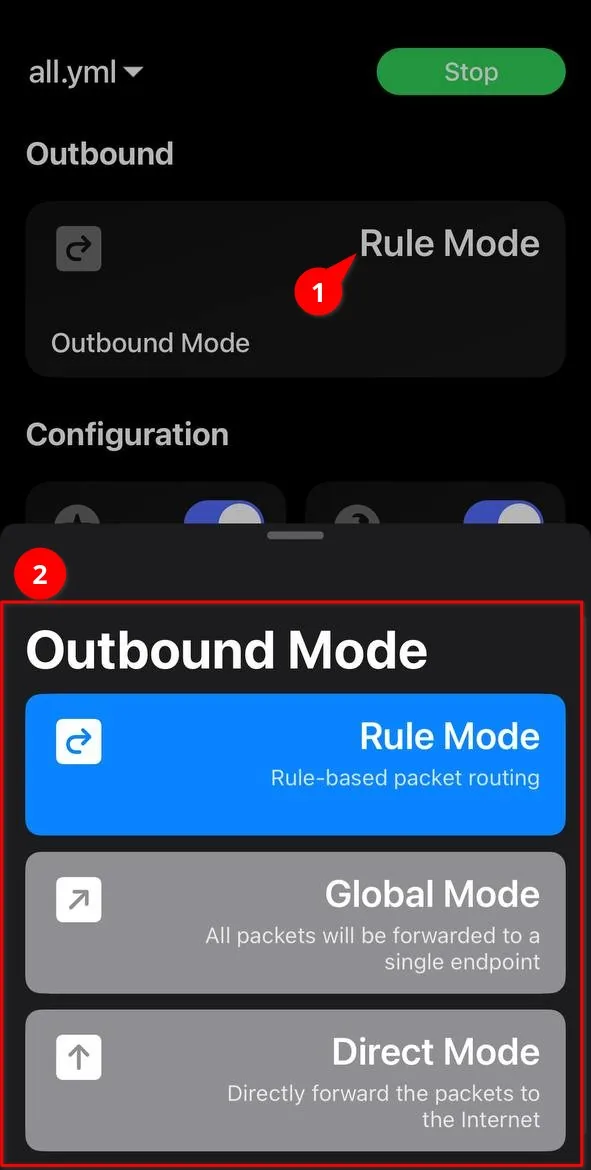 all.yml
Stop
Outbound
Rule Mode
1
Outbound Mode
Configuration
2
Outbound Mode
Rule Mode
Rule-based packet routing
Global Mode
All packets will be forwarded to a
single endpoint
Direct Mode
Directly forward the packets to
the Internet